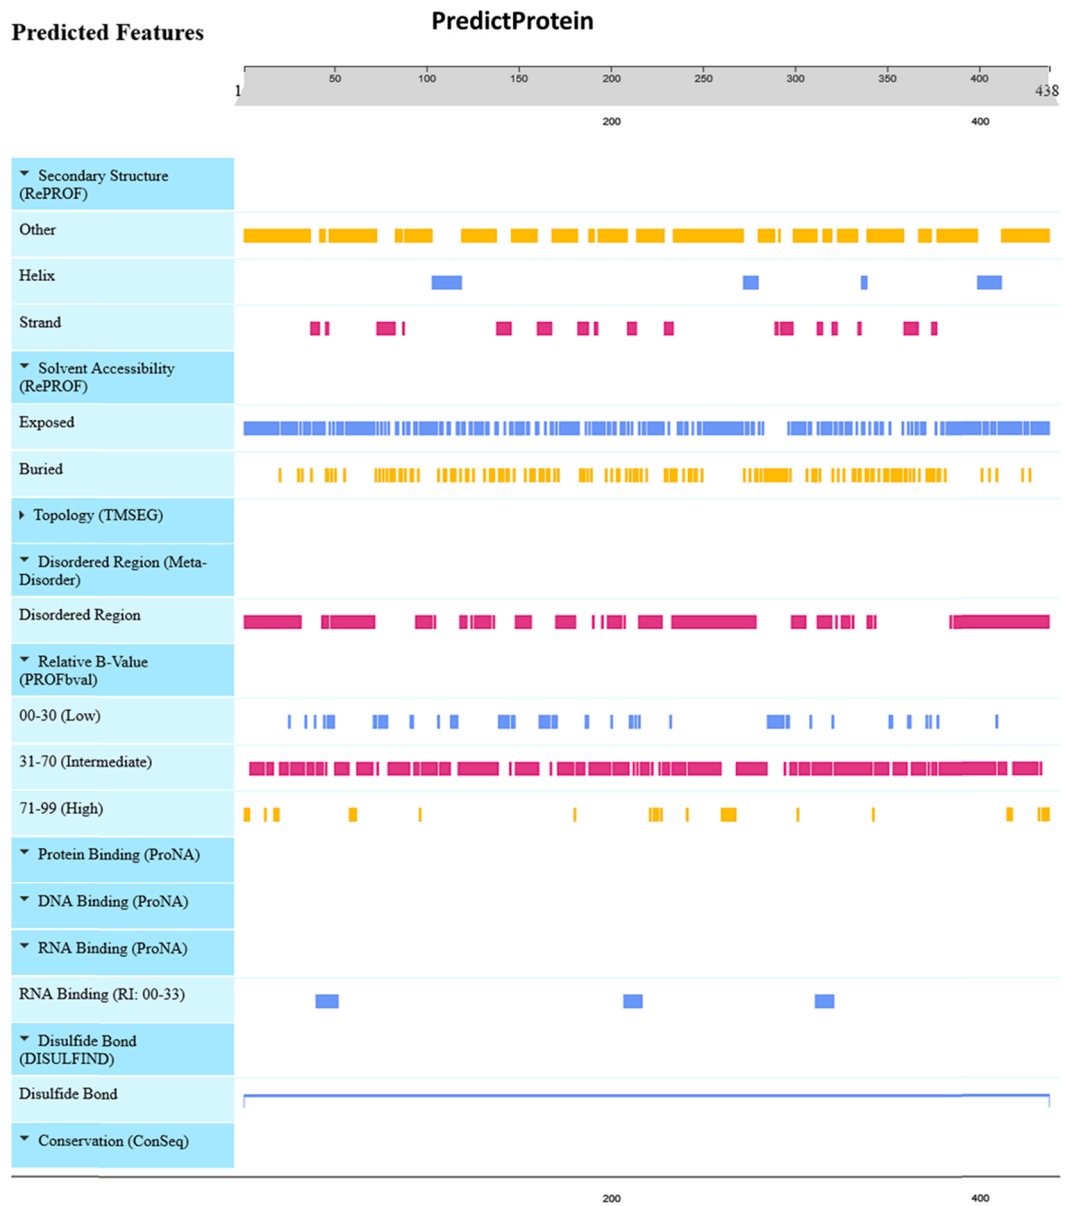 PredictProtein
Predicted Features
50 100 150 200 250 300 350 400
1 438
200 400
Secondary Structure
(RePROF)
Other
Helix
Strand
Solvent Accessibility
(RePROF)
Exposed
Buried
Topology (TMSEG)
Disordered Region (Meta-
Disorder)
Disordered Region
Relative B-Value
(PROFbval)
00-30 (Low)
31-70 (Intermediate)
71-99 (High)
Protein Binding (ProNA)
DNA Binding (ProNA)
RNA Binding (ProNA)
RNA Binding (RI: 00-33)
Disulfide Bond
(DISULFIND)
Disulfide Bond
Conservation (ConSeq)
200 400